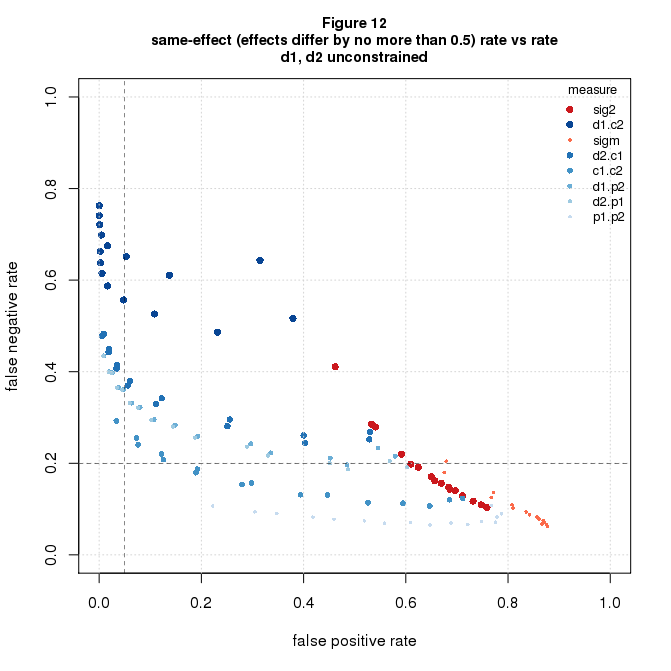 Figure 12
same-effect (effects differ by no more than 0.5) rate vs rate
d1, d2 unconstrained
measure
sig2
d1.c2
sigm
d2.c1
c1.c2
d1.p2
d2.p1
p1.p2
false negative rate
1.0
0.8
0.6
0.4
0.2
0.0
0.0 0.2 0.4 0.6 0.8 1.0
false positive rate